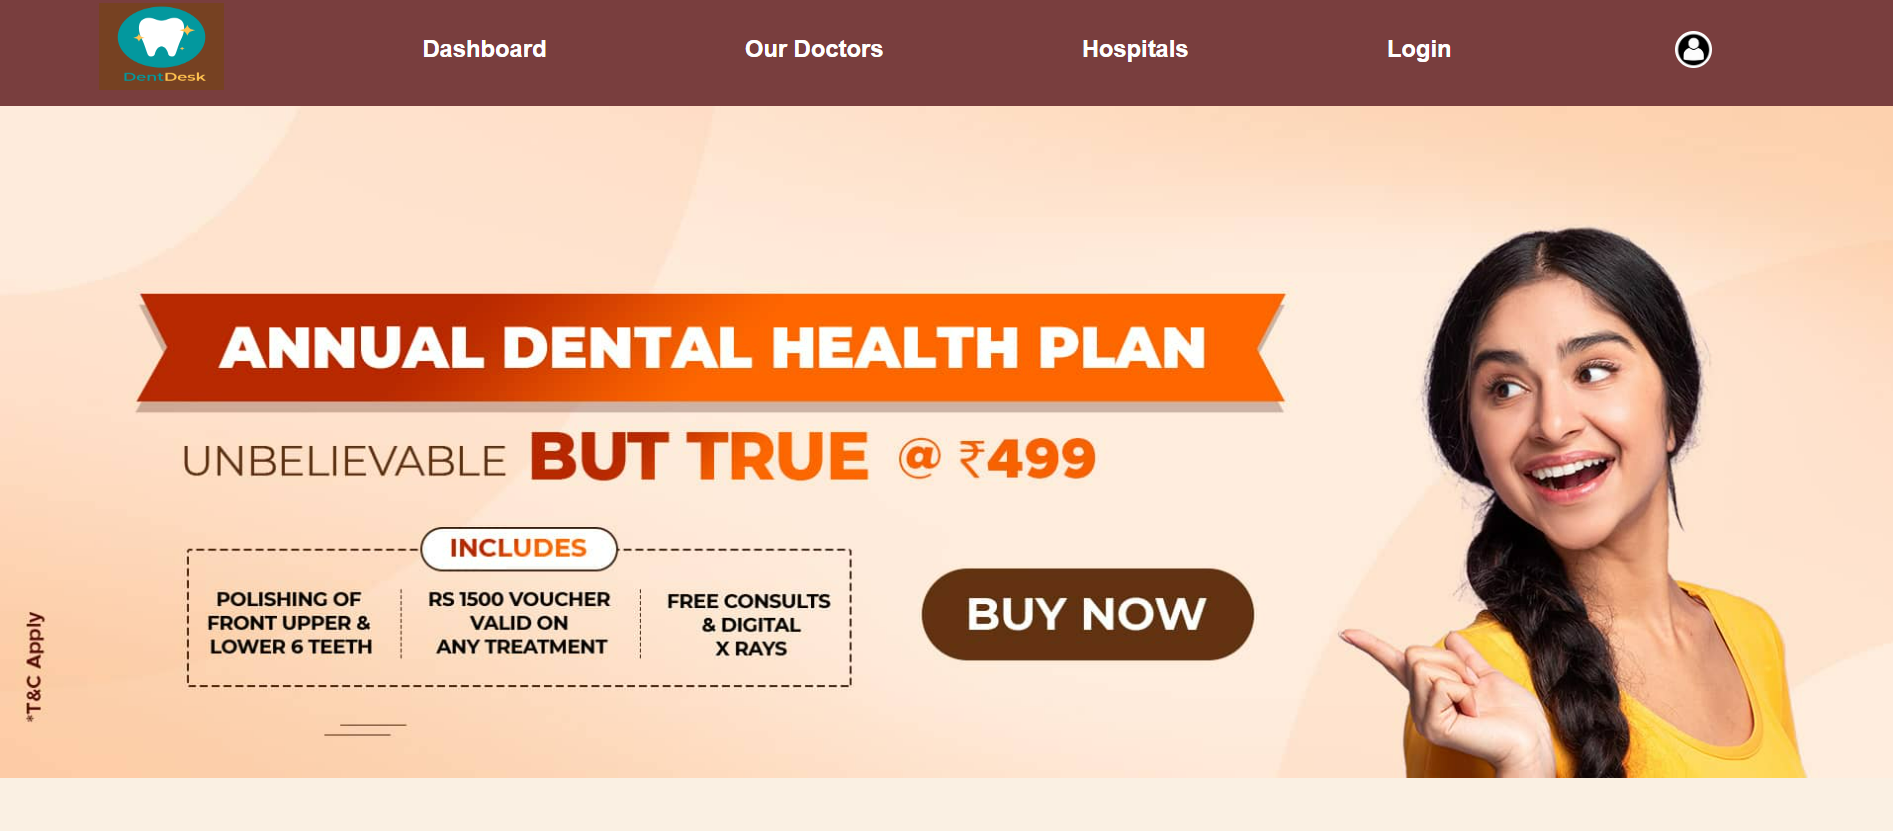 DentDesk
Dashboard
Our Doctors
Hospitals
Login
ANNUAL DENTAL HEALTH PLAN
UNBELIEVABLE BUT TRUE @ ₹499
INCLUDES
POLISHING OF
FRONT UPPER &
LOWER 6 TEETH
RS 1500 VOUCHER
VALID ON
ANY TREATMENT
FREE CONSULTS
& DIGITAL
X RAYS
BUY NOW
*T&C Apply